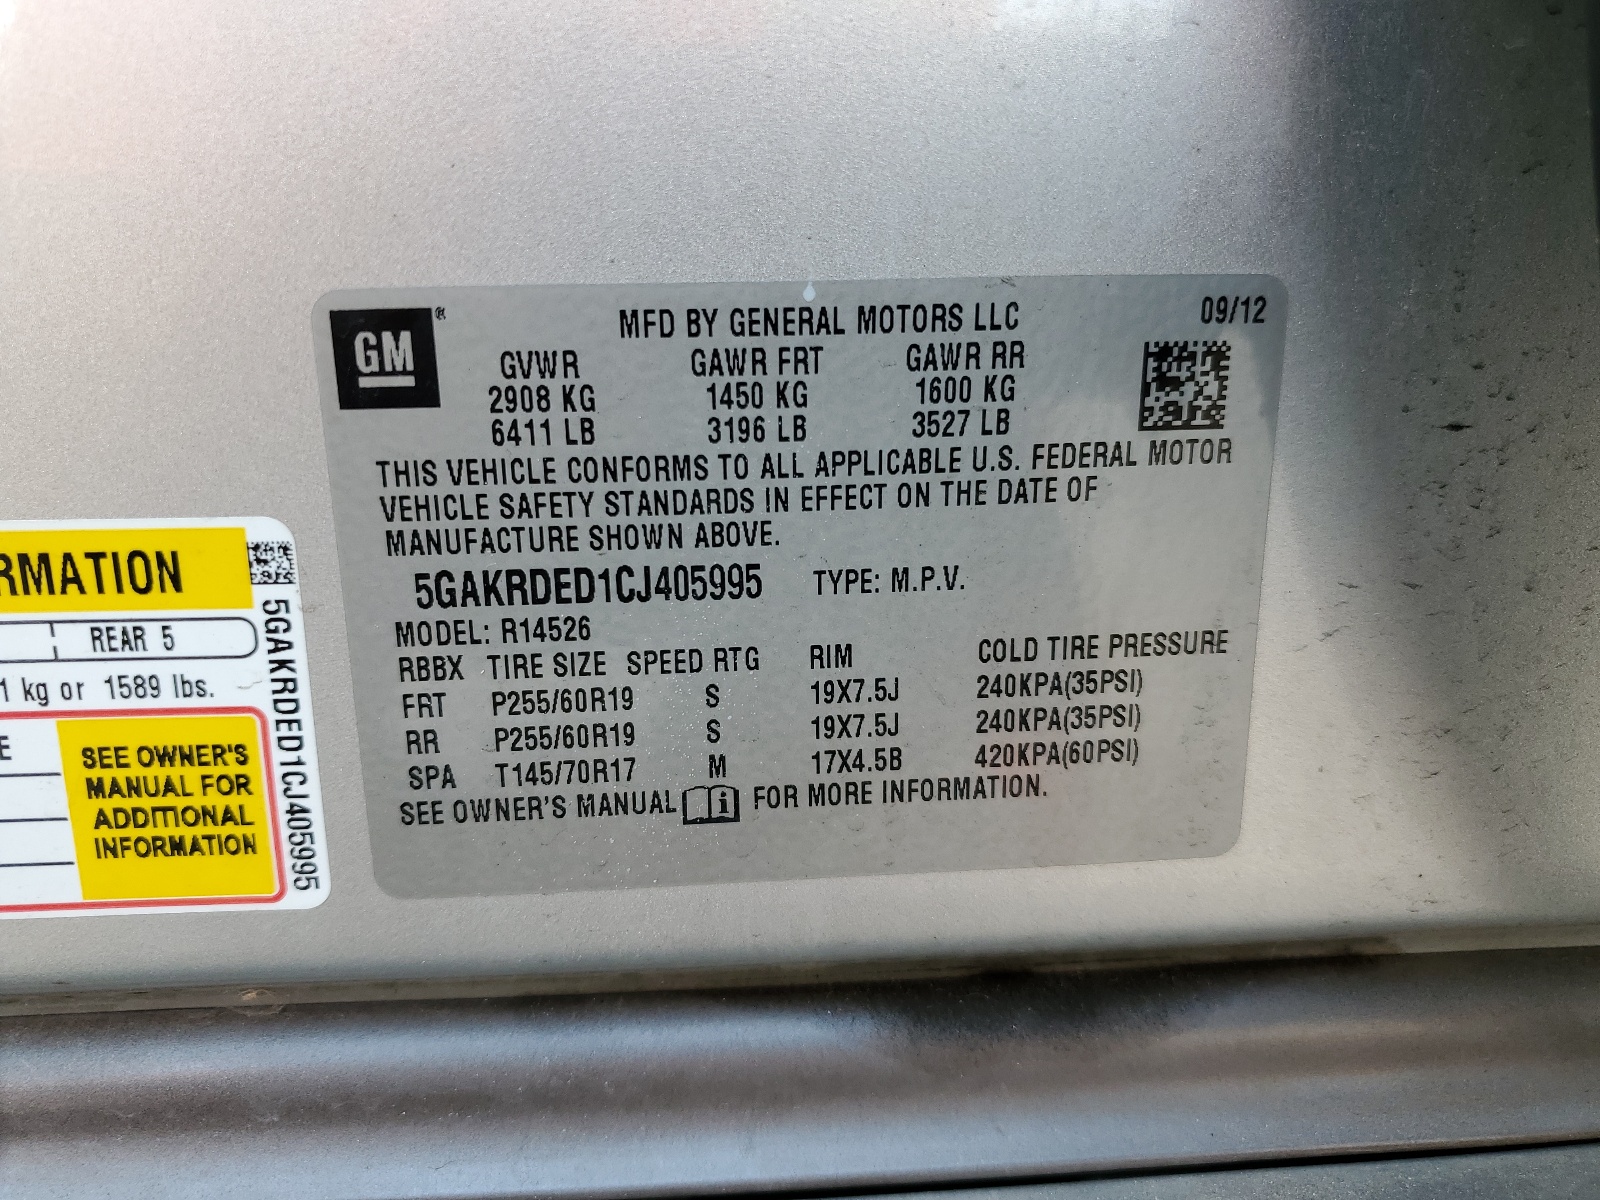 GM®
MFD BY GENERAL MOTORS LLC 09/12
GVWR GAWR FRT GAWR RR
2908 KG 1450 KG 1600 KG
6411 LB 3196 LB 3527 LB
THIS VEHICLE CONFORMS TO ALL APPLICABLE U.S. FEDERAL MOTOR
VEHICLE SAFETY STANDARDS IN EFFECT ON THE DATE OF
MANUFACTURE SHOWN ABOVE.
5GAKRDED1CJ405995 TYPE: M.P.V.
MODEL: R14526
RBBX TIRE SIZE SPEED RTG RIM COLD TIRE PRESSURE
FRT P255/60R19 S 19X7.5J 240KPA(35PSI)
RR P255/60R19 S 19X7.5J 240KPA(35PSI)
SPA T145/70R17 M 17X4.5B 420KPA(60PSI)
SEE OWNER'S MANUAL i FOR MORE INFORMATION.
RMATION
REAR 5
1 kg or 1589 lbs.
E
SEE OWNER'S
MANUAL FOR
ADDITIONAL
INFORMATION
5GAKRDED1CJ405995